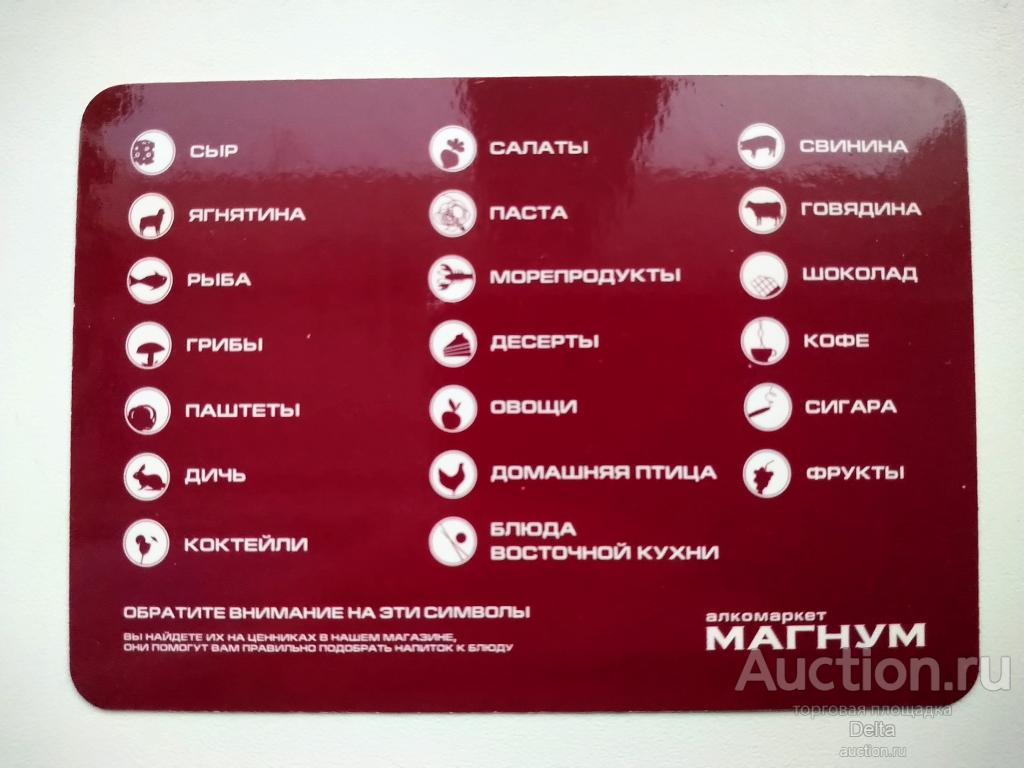 СЫР
ЯГНЯТИНА
РЫБА
ГРИБЫ
ПАШТЕТЫ
ДИЧЬ
КОКТЕЙЛИ
САЛАТЫ
ПАСТА
МОРЕПРОДУКТЫ
ДЕСЕРТЫ
ОВОЩИ
ДОМАШНЯЯ ПТИЦА
БЛЮДА
ВОСТОЧНОЙ КУХНИ
СВИНИНА
ГОВЯДИНА
ШОКОЛАД
КОФЕ
СИГАРА
ФРУКТЫ
ОБРАТИТЕ ВНИМАНИЕ НА ЭТИ СИМВОЛЫ
ВЫ НАЙДЕТЕ ИХ НА ЦЕННИКАХ В НАШЕМ МАГАЗИНЕ,
ОНИ ПОМОГУТ ВАМ ПРАВИЛЬНО ПОДОБРАТЬ НАПИТОК К БЛЮДУ
алкомаркет
МАГНУМ
Auction.ru
торговая площадка
Delta
auction.ru